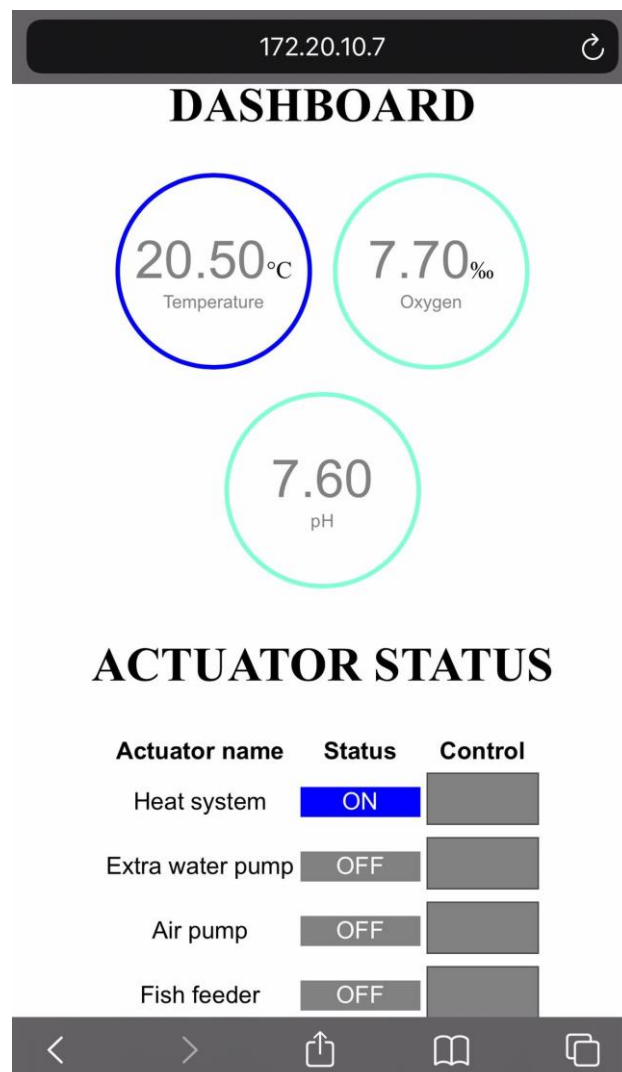 172.20.10.7
DASHBOARD
20.50°C
Temperature
7.70‰
Oxygen
7.60
pH
ACTUATOR STATUS
Actuator name Status Control
Heat system ON
Extra water pump OFF
Air pump OFF
Fish feeder OFF